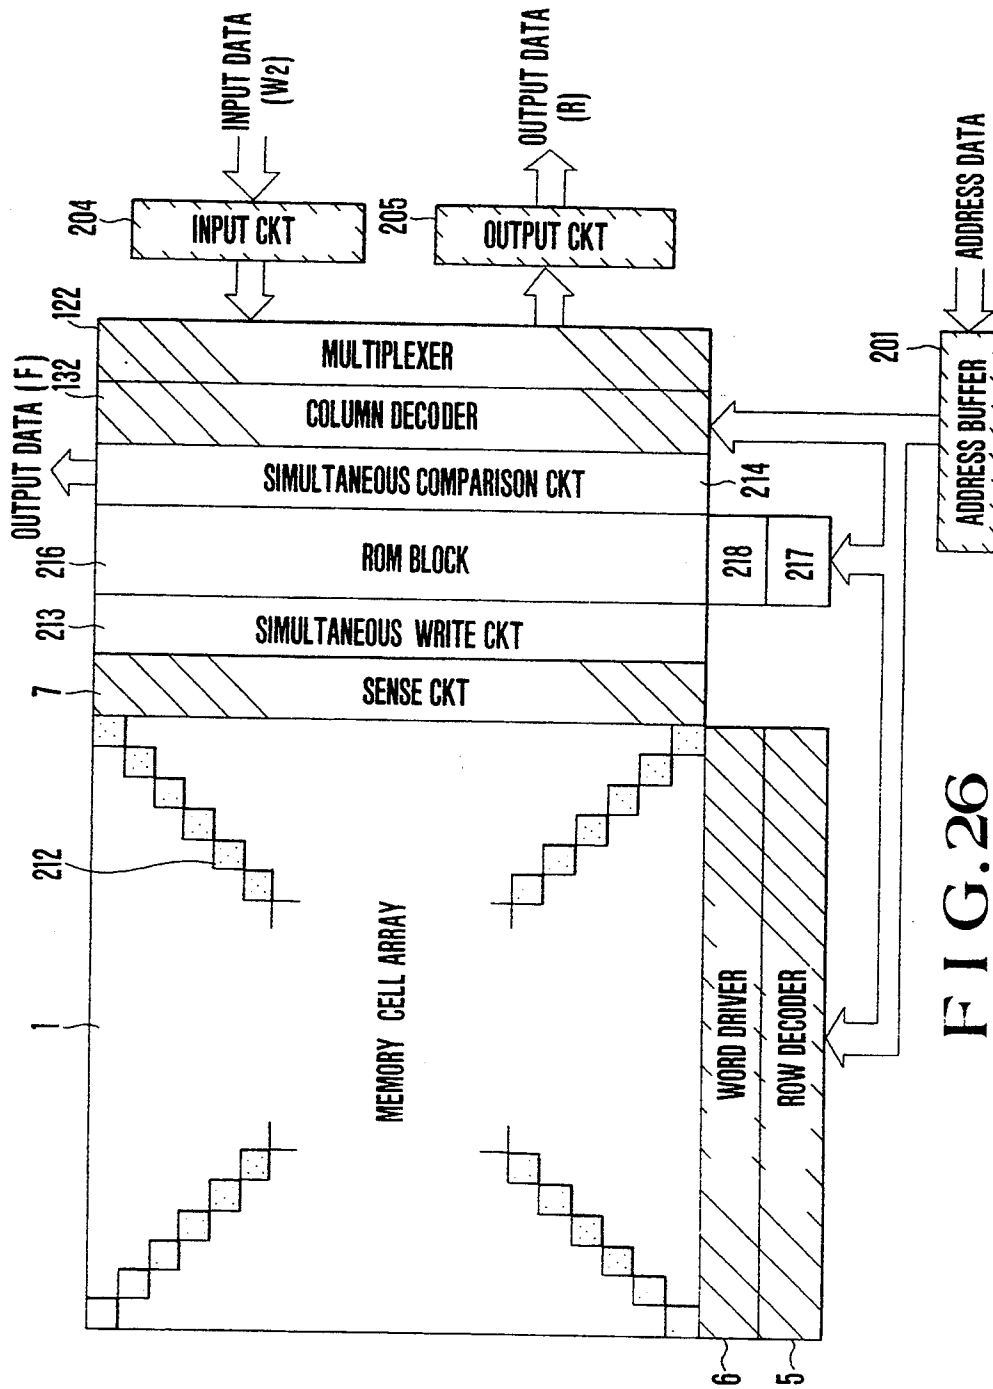 INPUT DATA
(W2)
OUTPUT DATA
(R)
ADDRESS DATA
204
INPUT CKT
205
OUTPUT CKT
201
ADDRESS BUFFER
OUTPUT DATA (F)
122
MULTIPLEXER
132
COLUMN DECODER
SIMULTANEOUS COMPARISON CKT
214
216
ROM BLOCK
218
217
213
SIMULTANEOUS WRITE CKT
7
SENSE CKT
212
1
MEMORY CELL ARRAY
WORD DRIVER
6
ROW DECODER
5
FIG.26